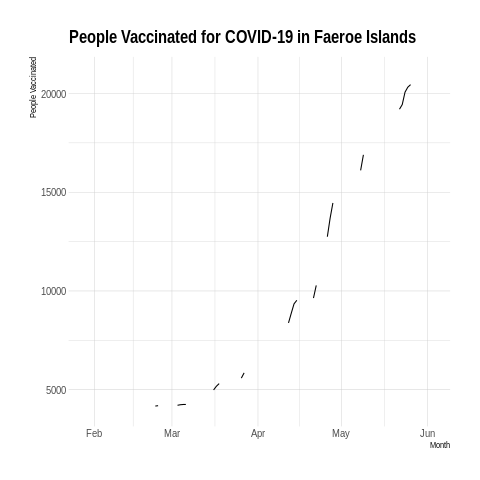 People Vaccinated for COVID-19 in Faeroe Islands
People Vaccinated
20000
15000
10000
5000
Feb Mar Apr May Jun
Month